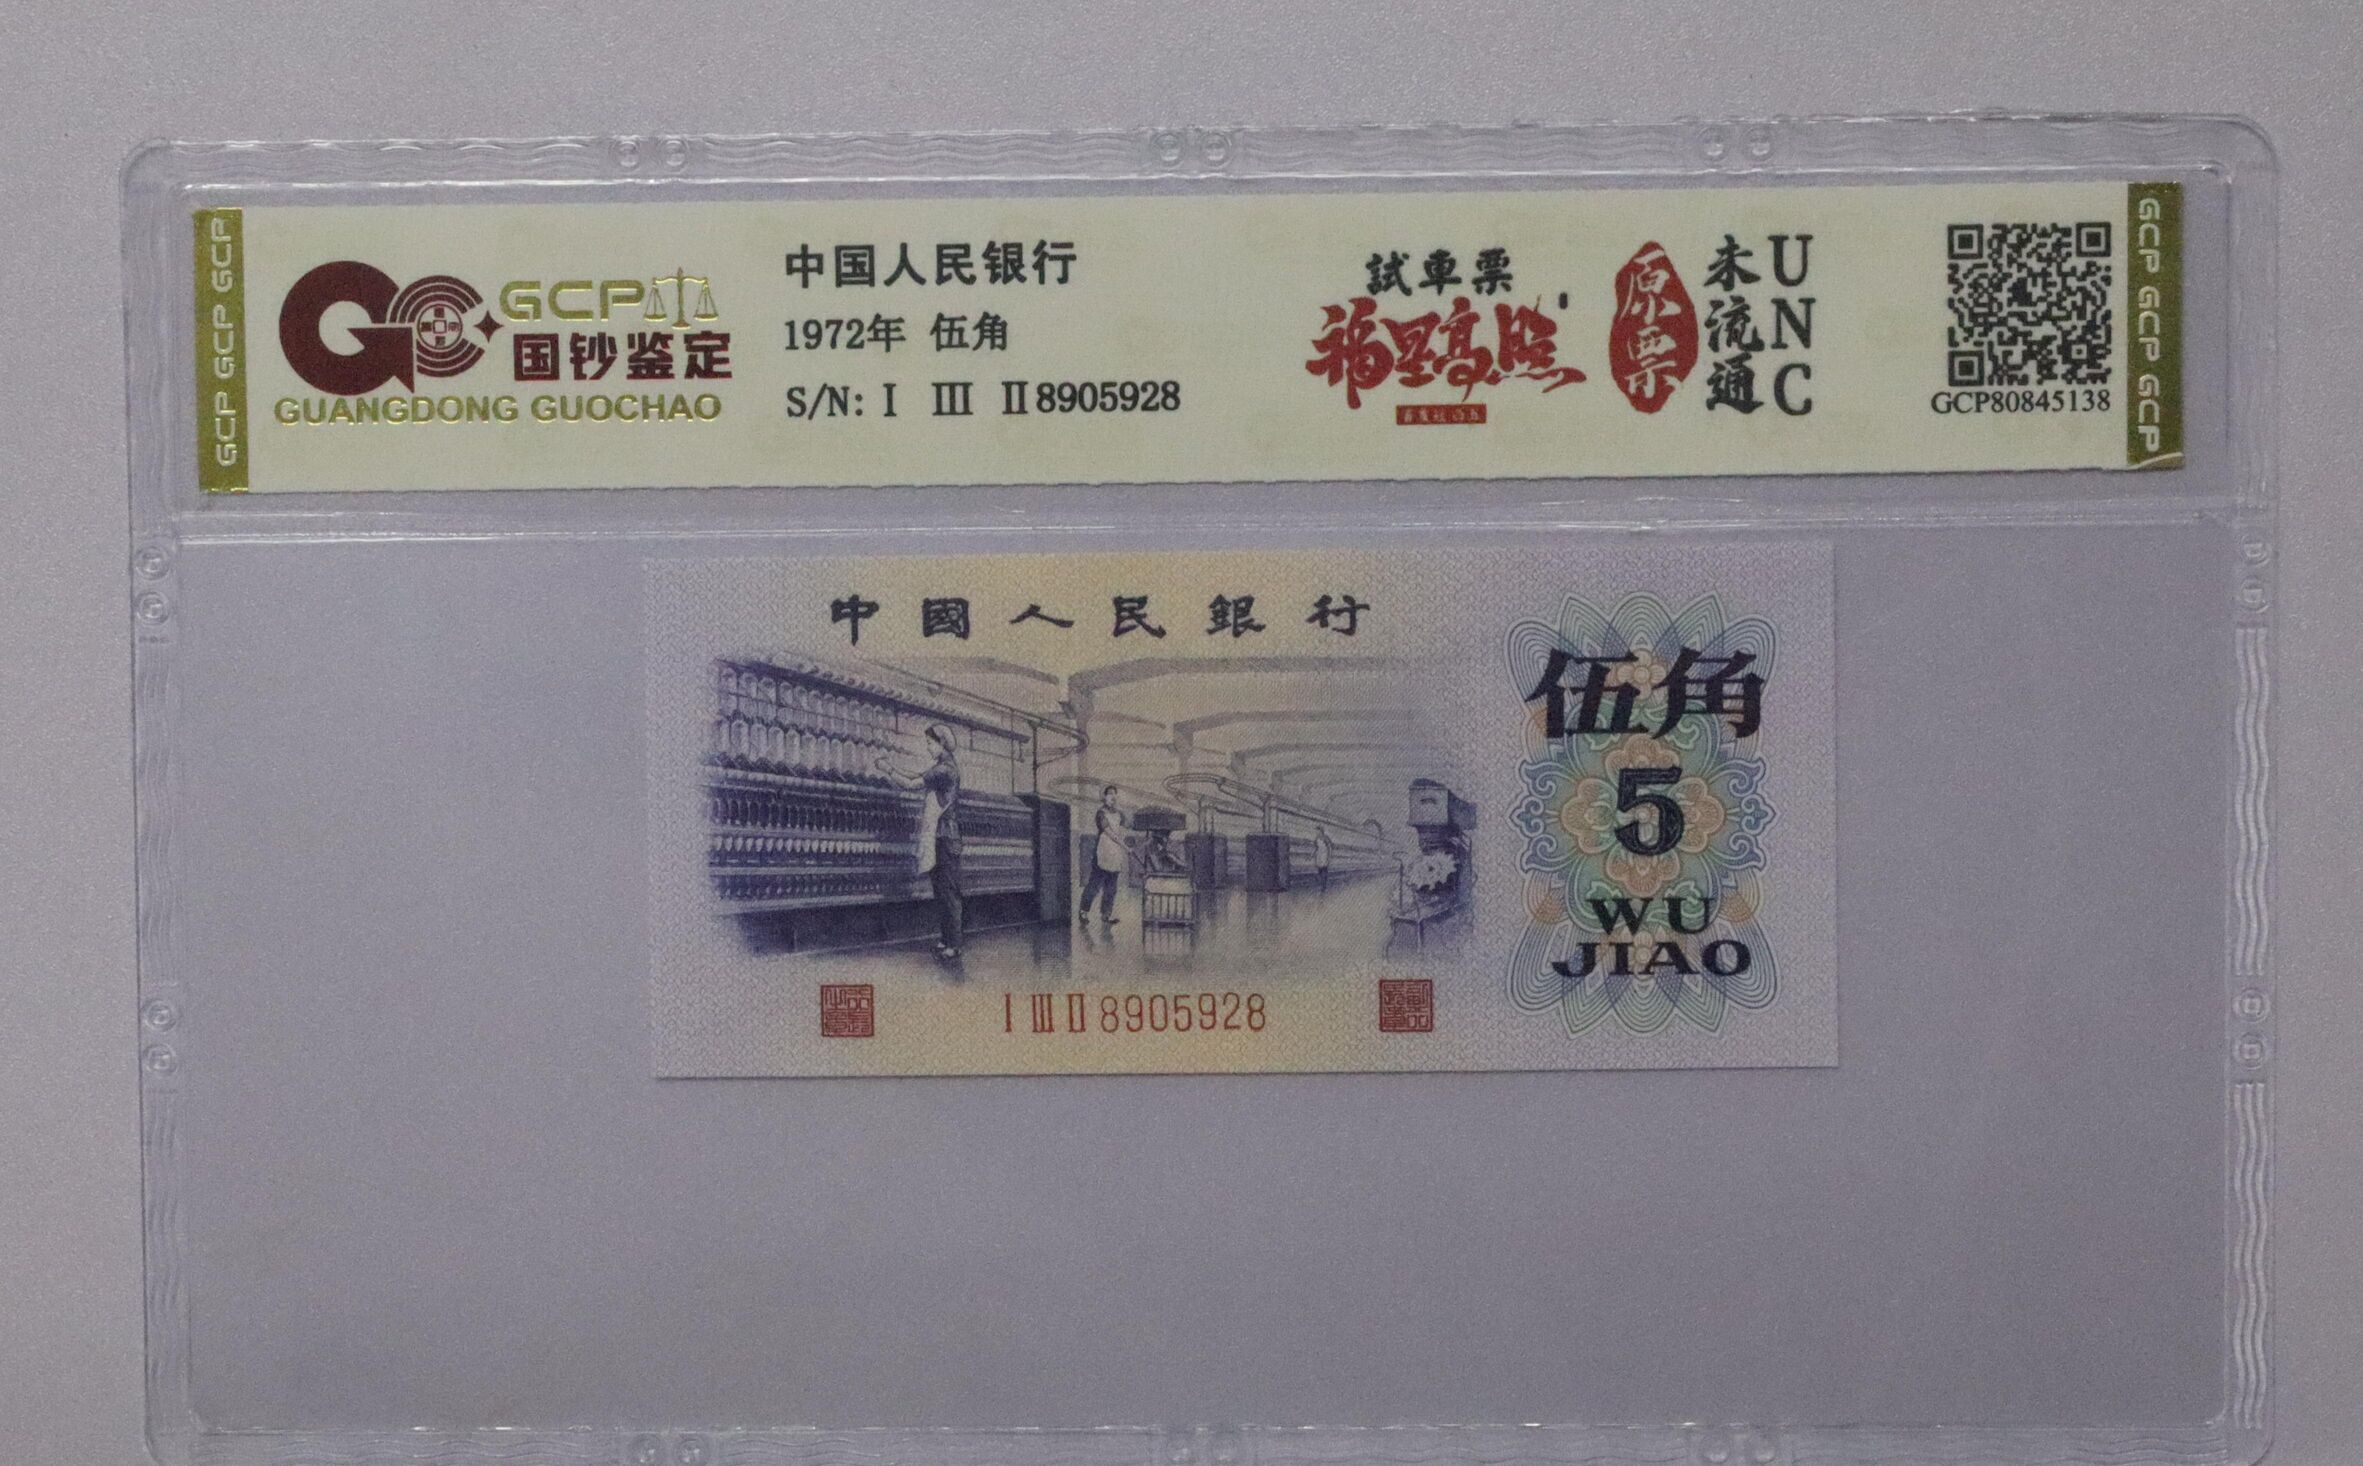 GCP GCP GCP
GCP
国钞鉴定
GUANGDONG GUOCHAO
中国人民银行
1972年 伍角
S/N: I III II 8905928
試車票
福星高照
原票
未流通
UNC
GCP80845138
GCP GCP GCP
中國人民銀行
伍角
5
WU
JIAO
I III II 8905928